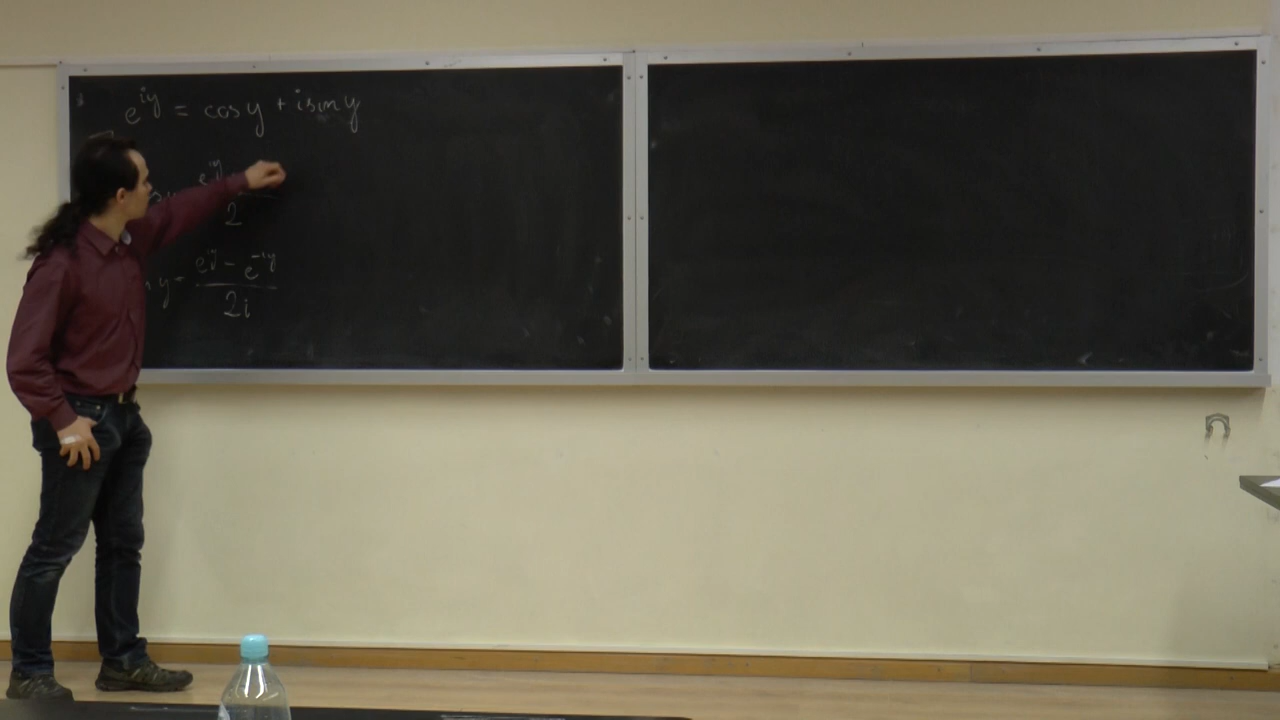 e^{iy} = cos y + i sin y
e^{iy} / 2
y = (e^{iy} - e^{-iy}) / 2i